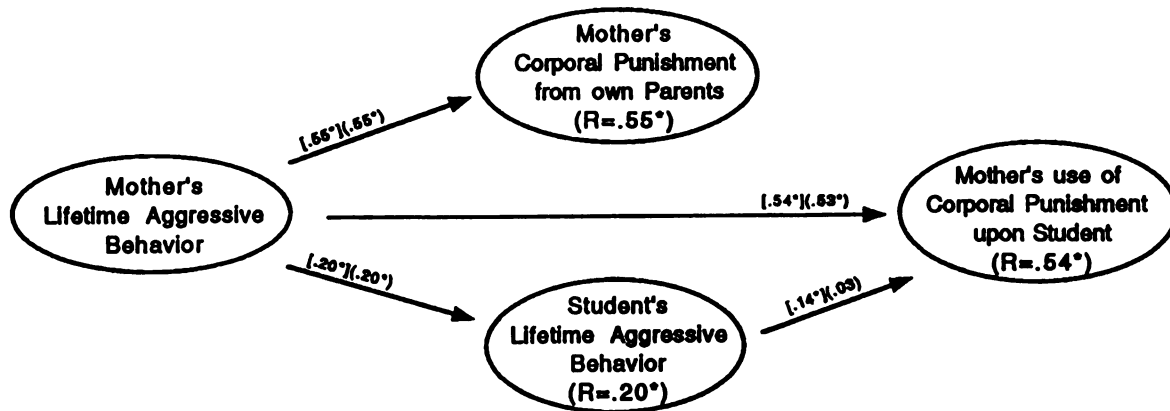 Mother's
Corporal Punishment
from own Parents
(R=.55*)
[.55*](.55*)
Mother's
Lifetime Aggressive
Behavior
[.54*](.53*)
Mother's use of
Corporal Punishment
upon Student
(R=.54*)
[.20*](.20*)
[.14*](.03)
Student's
Lifetime Aggressive
Behavior
(R=.20*)